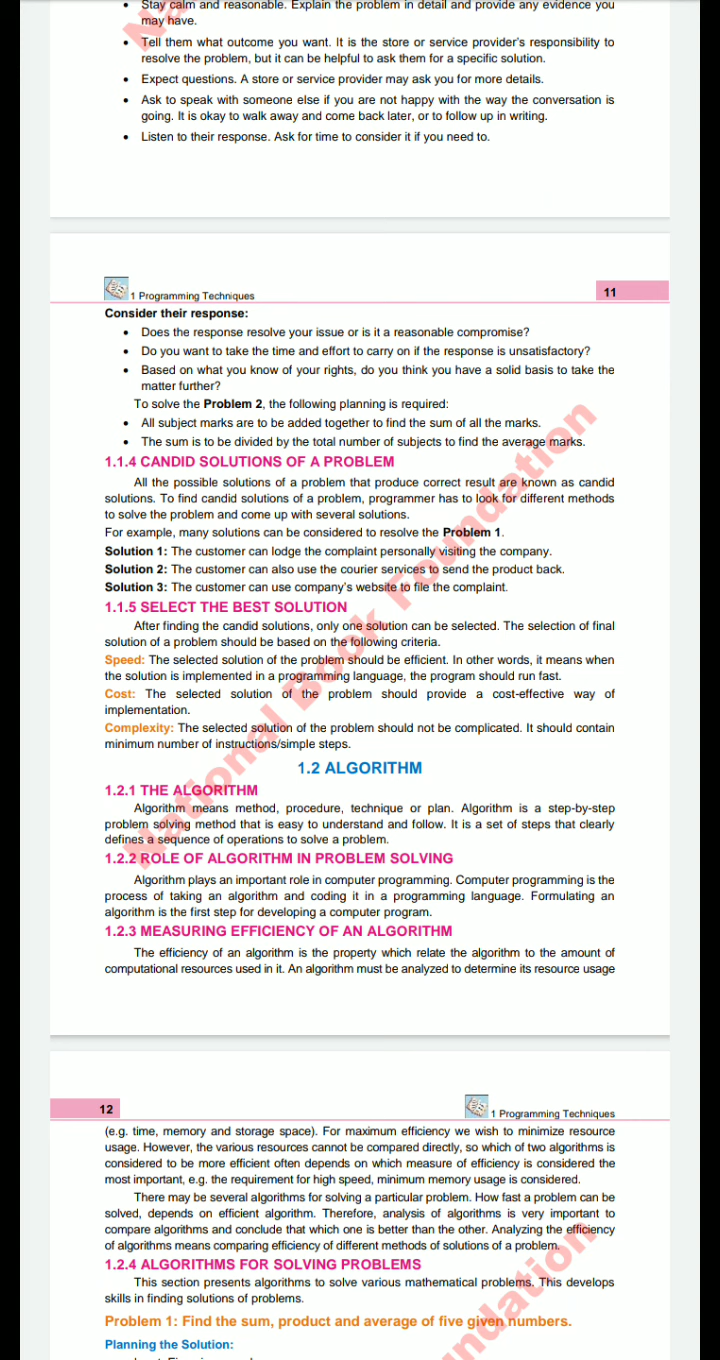 • Stay calm and reasonable. Explain the problem in detail and provide any evidence you
may have.
• Tell them what outcome you want. It is the store or service provider's responsibility to
resolve the problem, but it can be helpful to ask them for a specific solution.
• Expect questions. A store or service provider may ask you for more details.
• Ask to speak with someone else if you are not happy with the way the conversation is
going. It is okay to walk away and come back later, or to follow up in writing.
• Listen to their response. Ask for time to consider it if you need to.
Na
1 Programming Techniques
11
Consider their response:
• Does the response resolve your issue or is it a reasonable compromise?
• Do you want to take the time and effort to carry on if the response is unsatisfactory?
• Based on what you know of your rights, do you think you have a solid basis to take the
matter further?
To solve the Problem 2, the following planning is required:
• All subject marks are to be added together to find the sum of all the marks.
• The sum is to be divided by the total number of subjects to find the average marks.
1.1.4 CANDID SOLUTIONS OF A PROBLEM
All the possible solutions of a problem that produce correct result are known as candid
solutions. To find candid solutions of a problem, programmer has to look for different methods
to solve the problem and come up with several solutions.
For example, many solutions can be considered to resolve the Problem 1.
Solution 1: The customer can lodge the complaint personally visiting the company.
Solution 2: The customer can also use the courier services to send the product back.
Solution 3: The customer can use company's website to file the complaint.
1.1.5 SELECT THE BEST SOLUTION
After finding the candid solutions, only one solution can be selected. The selection of final
solution of a problem should be based on the following criteria.
Speed: The selected solution of the problem should be efficient. In other words, it means when
the solution is implemented in a programming language, the program should run fast.
Cost: The selected solution of the problem should provide a cost-effective way of
implementation.
Complexity: The selected solution of the problem should not be complicated. It should contain
minimum number of instructions/simple steps.
1.2 ALGORITHM
1.2.1 THE ALGORITHM
Algorithm means method, procedure, technique or plan. Algorithm is a step-by-step
problem solving method that is easy to understand and follow. It is a set of steps that clearly
defines a sequence of operations to solve a problem.
1.2.2 ROLE OF ALGORITHM IN PROBLEM SOLVING
Algorithm plays an important role in computer programming. Computer programming is the
process of taking an algorithm and coding it in a programming language. Formulating an
algorithm is the first step for developing a computer program.
1.2.3 MEASURING EFFICIENCY OF AN ALGORITHM
The efficiency of an algorithm is the property which relate the algorithm to the amount of
computational resources used in it. An algorithm must be analyzed to determine its resource usage
National Book Foundation
12
1 Programming Techniques
(e.g. time, memory and storage space). For maximum efficiency we wish to minimize resource
usage. However, the various resources cannot be compared directly, so which of two algorithms is
considered to be more efficient often depends on which measure of efficiency is considered the
most important, e.g. the requirement for high speed, minimum memory usage is considered.
There may be several algorithms for solving a particular problem. How fast a problem can be
solved, depends on efficient algorithm. Therefore, analysis of algorithms is very important to
compare algorithms and conclude that which one is better than the other. Analyzing the efficiency
of algorithms means comparing efficiency of different methods of solutions of a problem.
1.2.4 ALGORITHMS FOR SOLVING PROBLEMS
This section presents algorithms to solve various mathematical problems. This develops
skills in finding solutions of problems.
Problem 1: Find the sum, product and average of five given numbers.
Planning the Solution:
undation